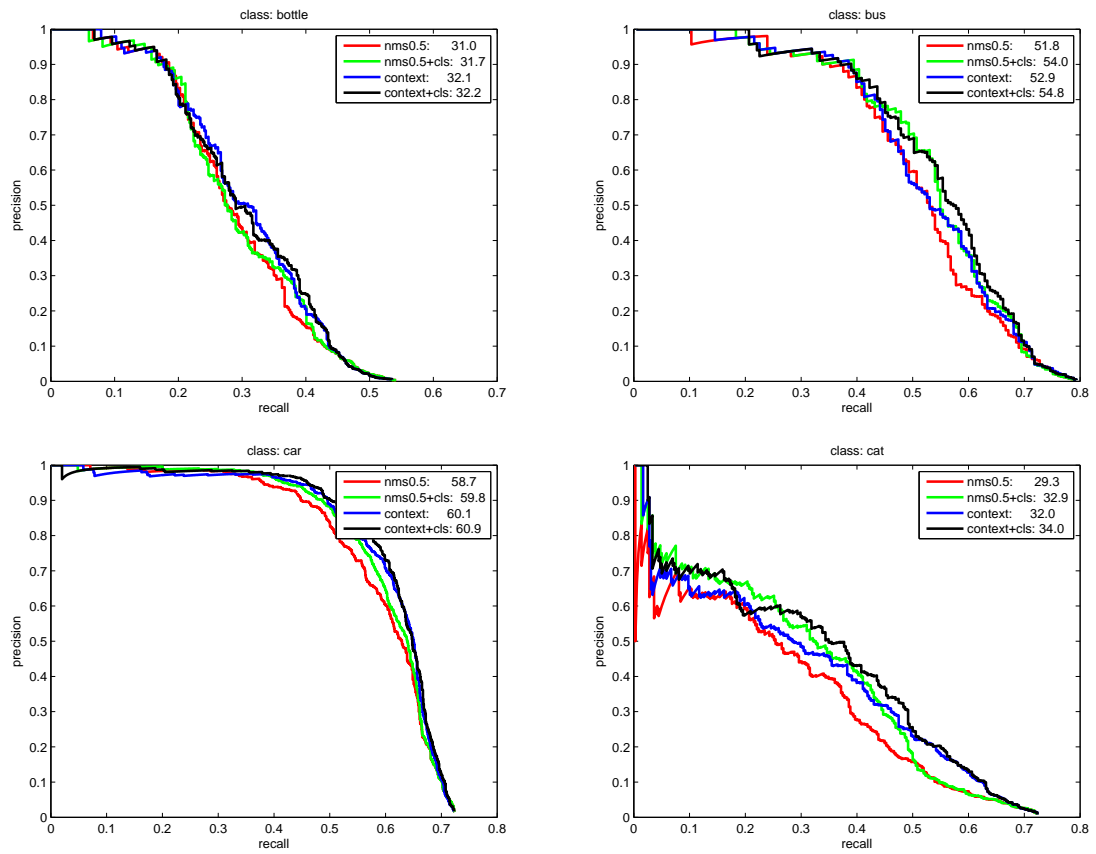 class: bottle
1
0.9
0.8
0.7
0.6
0.5
0.4
0.3
0.2
0.1
0
precision
nms0.5: 31.0
nms0.5+cls: 31.7
context: 32.1
context+cls: 32.2
0 0.1 0.2 0.3 0.4 0.5 0.6 0.7
recall
class: bus
1
0.9
0.8
0.7
0.6
0.5
0.4
0.3
0.2
0.1
0
precision
nms0.5: 51.8
nms0.5+cls: 54.0
context: 52.9
context+cls: 54.8
0 0.1 0.2 0.3 0.4 0.5 0.6 0.7 0.8
recall
class: car
1
0.9
0.8
0.7
0.6
0.5
0.4
0.3
0.2
0.1
0
precision
nms0.5: 58.7
nms0.5+cls: 59.8
context: 60.1
context+cls: 60.9
0 0.1 0.2 0.3 0.4 0.5 0.6 0.7 0.8
recall
class: cat
1
0.9
0.8
0.7
0.6
0.5
0.4
0.3
0.2
0.1
0
precision
nms0.5: 29.3
nms0.5+cls: 32.9
context: 32.0
context+cls: 34.0
0 0.1 0.2 0.3 0.4 0.5 0.6 0.7 0.8
recall